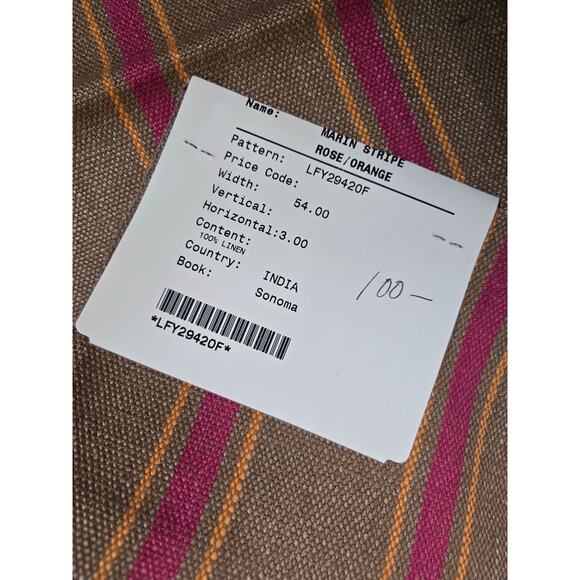 Name: MARIN STRIPE
ROSE/ORANGE
Pattern: LFY29420F
Price Code:
Width: 54.00
Vertical:
Horizontal:3.00
Content:
100% LINEN
Country: INDIA
Book: Sonoma
100-
*LFY29420F*